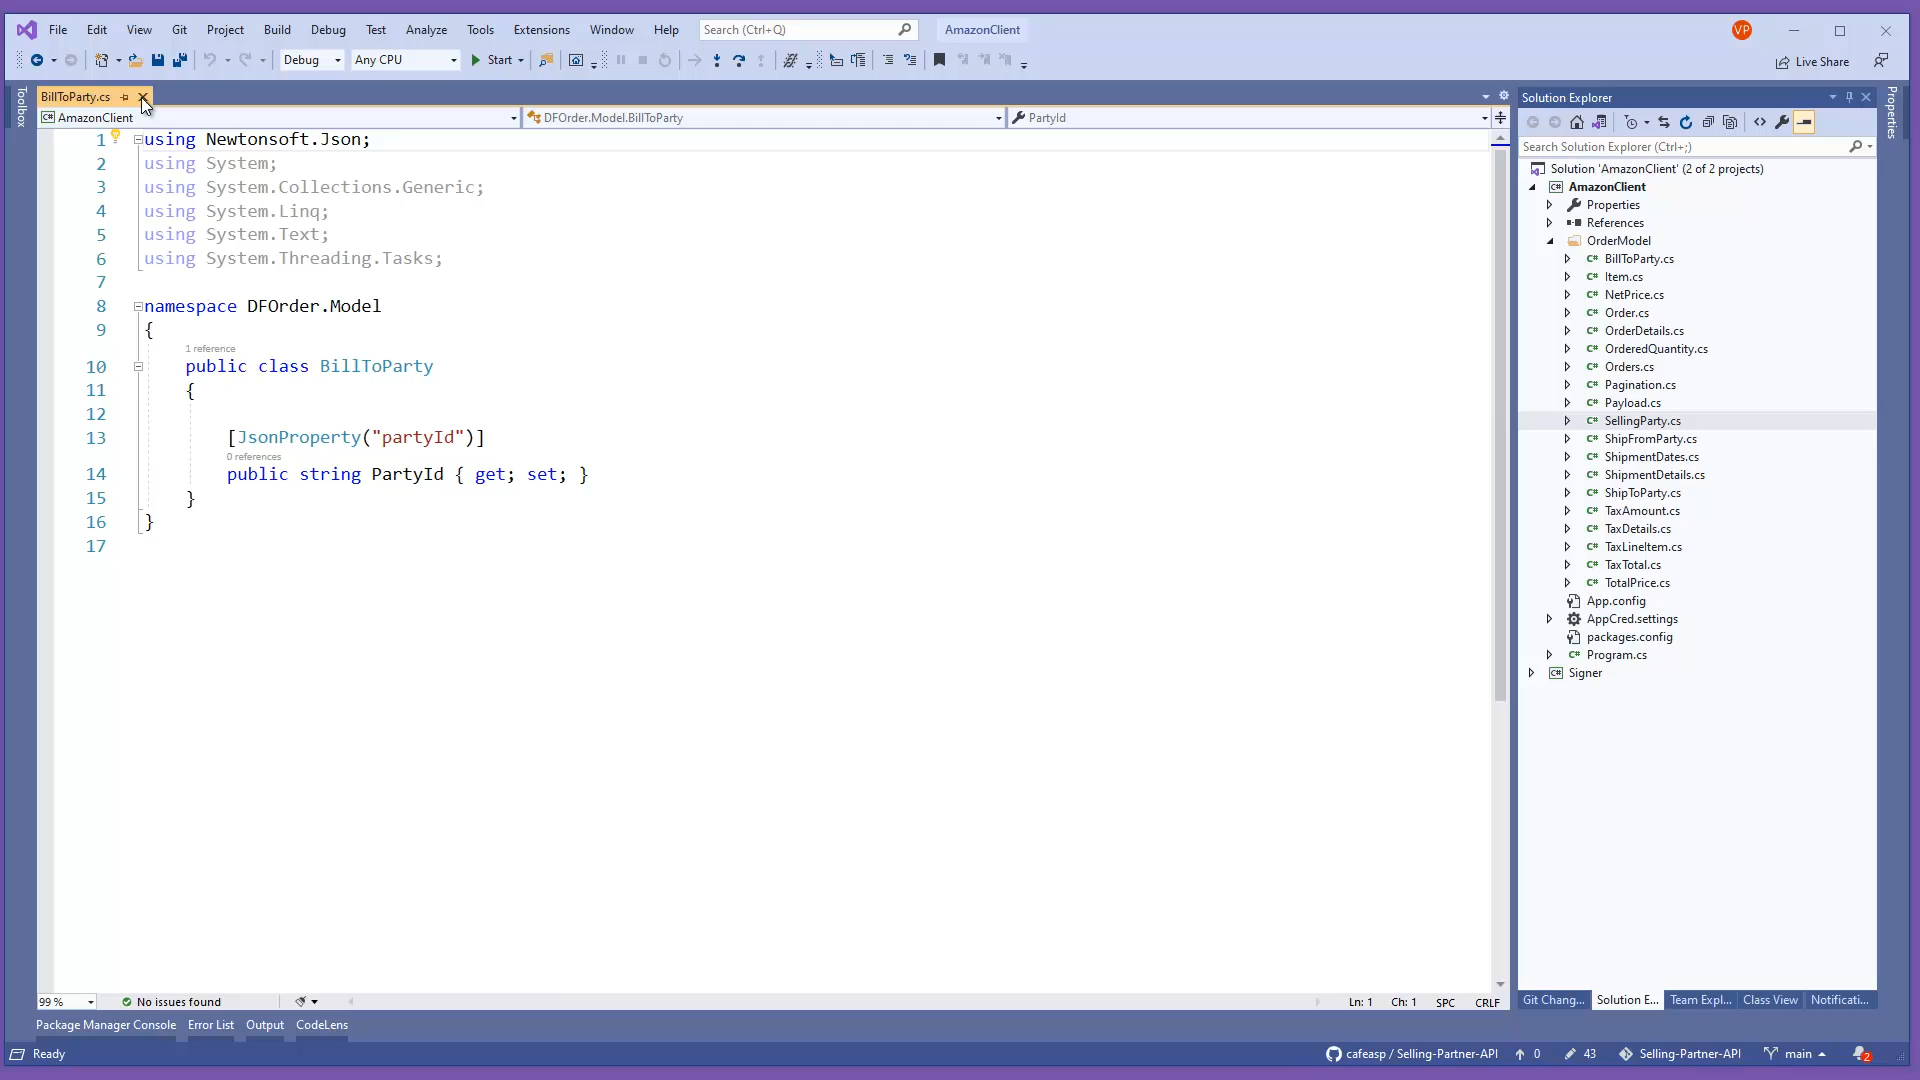 File Edit View Git Project Build Debug Test Analyze Tools Extensions Window Help Search (Ctrl+Q) AmazonClient VP
Debug Any CPU Start Live Share
Toolbox
BillToParty.cs
AmazonClient DFOrder.Model.BillToParty PartyId
1 using Newtonsoft.Json;
2 using System;
3 using System.Collections.Generic;
4 using System.Linq;
5 using System.Text;
6 using System.Threading.Tasks;
7
8 namespace DFOrder.Model
9 {
1 reference
10 public class BillToParty
11 {
12
13 [JsonProperty("partyId")]
0 references
14 public string PartyId { get; set; }
15 }
16 }
17
99 % No issues found Ln: 1 Ch: 1 SPC CRLF
Solution Explorer
Search Solution Explorer (Ctrl+;)
Solution 'AmazonClient' (2 of 2 projects)
C# AmazonClient
Properties
References
OrderModel
C# BillToParty.cs
C# Item.cs
C# NetPrice.cs
C# Order.cs
C# OrderDetails.cs
C# OrderedQuantity.cs
C# Orders.cs
C# Pagination.cs
C# Payload.cs
C# SellingParty.cs
C# ShipFromParty.cs
C# ShipmentDates.cs
C# ShipmentDetails.cs
C# ShipToParty.cs
C# TaxAmount.cs
C# TaxDetails.cs
C# TaxLineItem.cs
C# TaxTotal.cs
C# TotalPrice.cs
App.config
AppCred.settings
packages.config
C# Program.cs
C# Signer
Git Chang... Solution E... Team Expl... Class View Notificati...
Properties
Package Manager Console Error List Output CodeLens
Ready cafeasp / Selling-Partner-API 0 43 Selling-Partner-API main 2